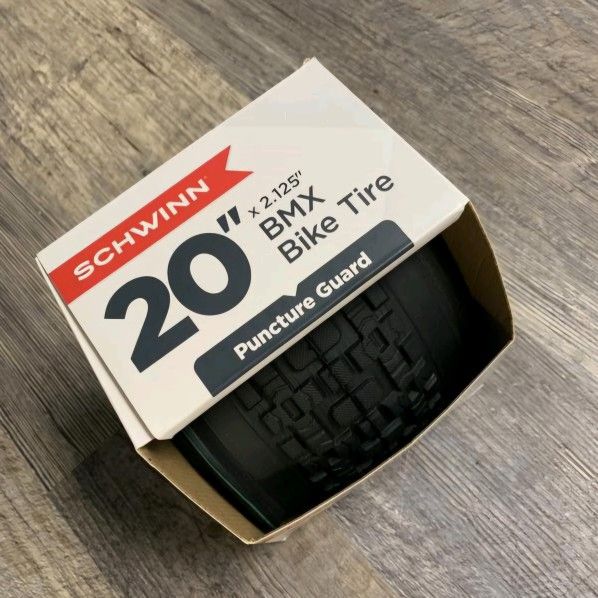 SCHWINN
20" x 2.125"
BMX
Bike Tire
Puncture Guard